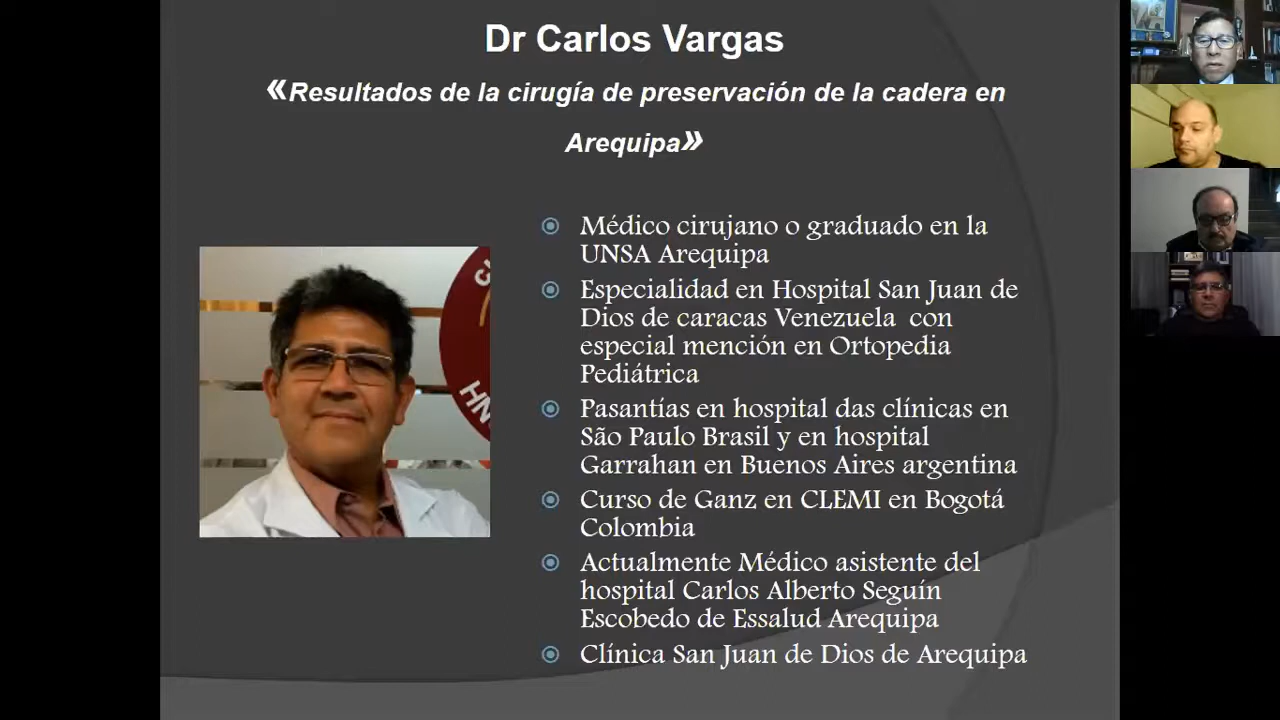 Dr Carlos Vargas
«Resultados de la cirugía de preservación de la cadera en
Arequipa»
Médico cirujano o graduado en la
UNSA Arequipa
Especialidad en Hospital San Juan de
Dios de caracas Venezuela con
especial mención en Ortopedia
Pediátrica
Pasantías en hospital das clínicas en
São Paulo Brasil y en hospital
Garrahan en Buenos Aires argentina
Curso de Ganz en CLEMI en Bogotá
Colombia
Actualmente Médico asistente del
hospital Carlos Alberto Seguín
Escobedo de Essalud Arequipa
Clínica San Juan de Dios de Arequipa